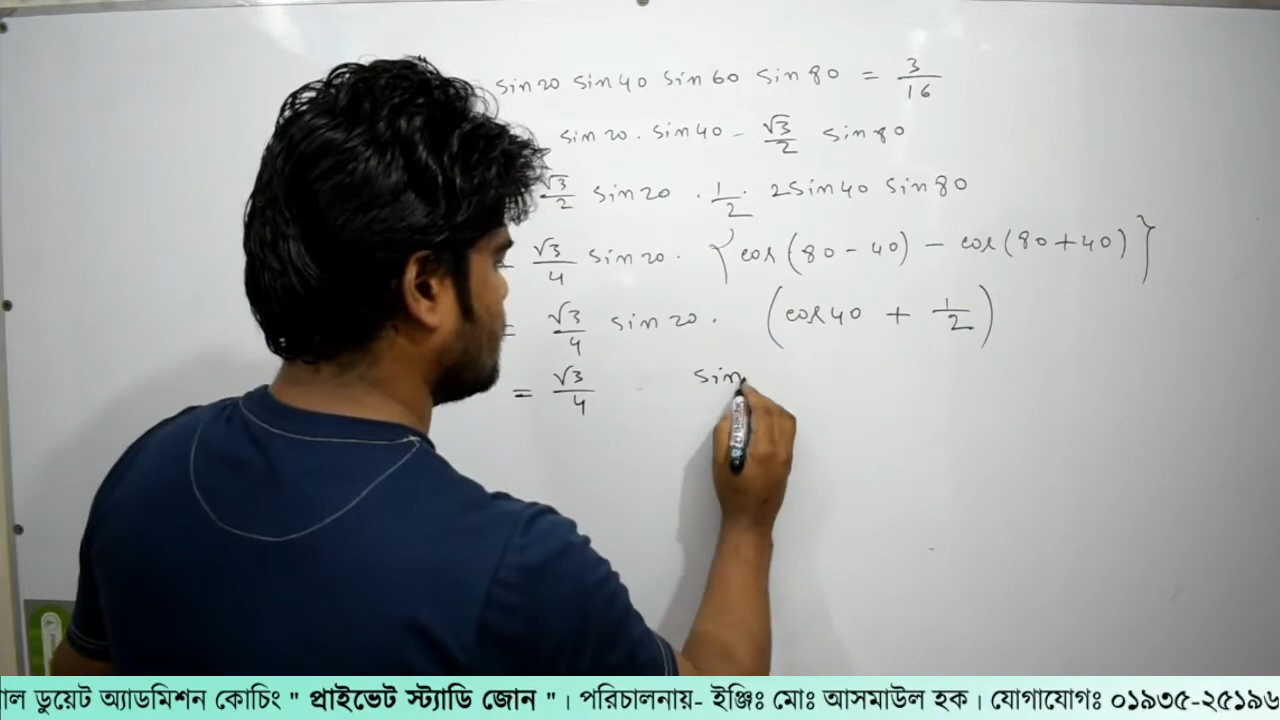 sin20 sin40 sin60 sin80 = 3/16
sin20. sin40 - √3/2 sin80
√3/2 sin20 . 1/2 . 2sin40 sin80
= √3/4 sin20. {cos(80-40) - cos(80+40)}
= √3/4 sin20. (cos40 + 1/2)
= √3/4 sin
াল ডুয়েট অ্যাডমিশন কোচিং " প্রাইভেট স্ট্যাডি জোন " । পরিচালনায়- ইঞ্জিঃ মোঃ আসমাউল হক । যোগাযোগঃ ০১৯৩৫-২৫১৯৬